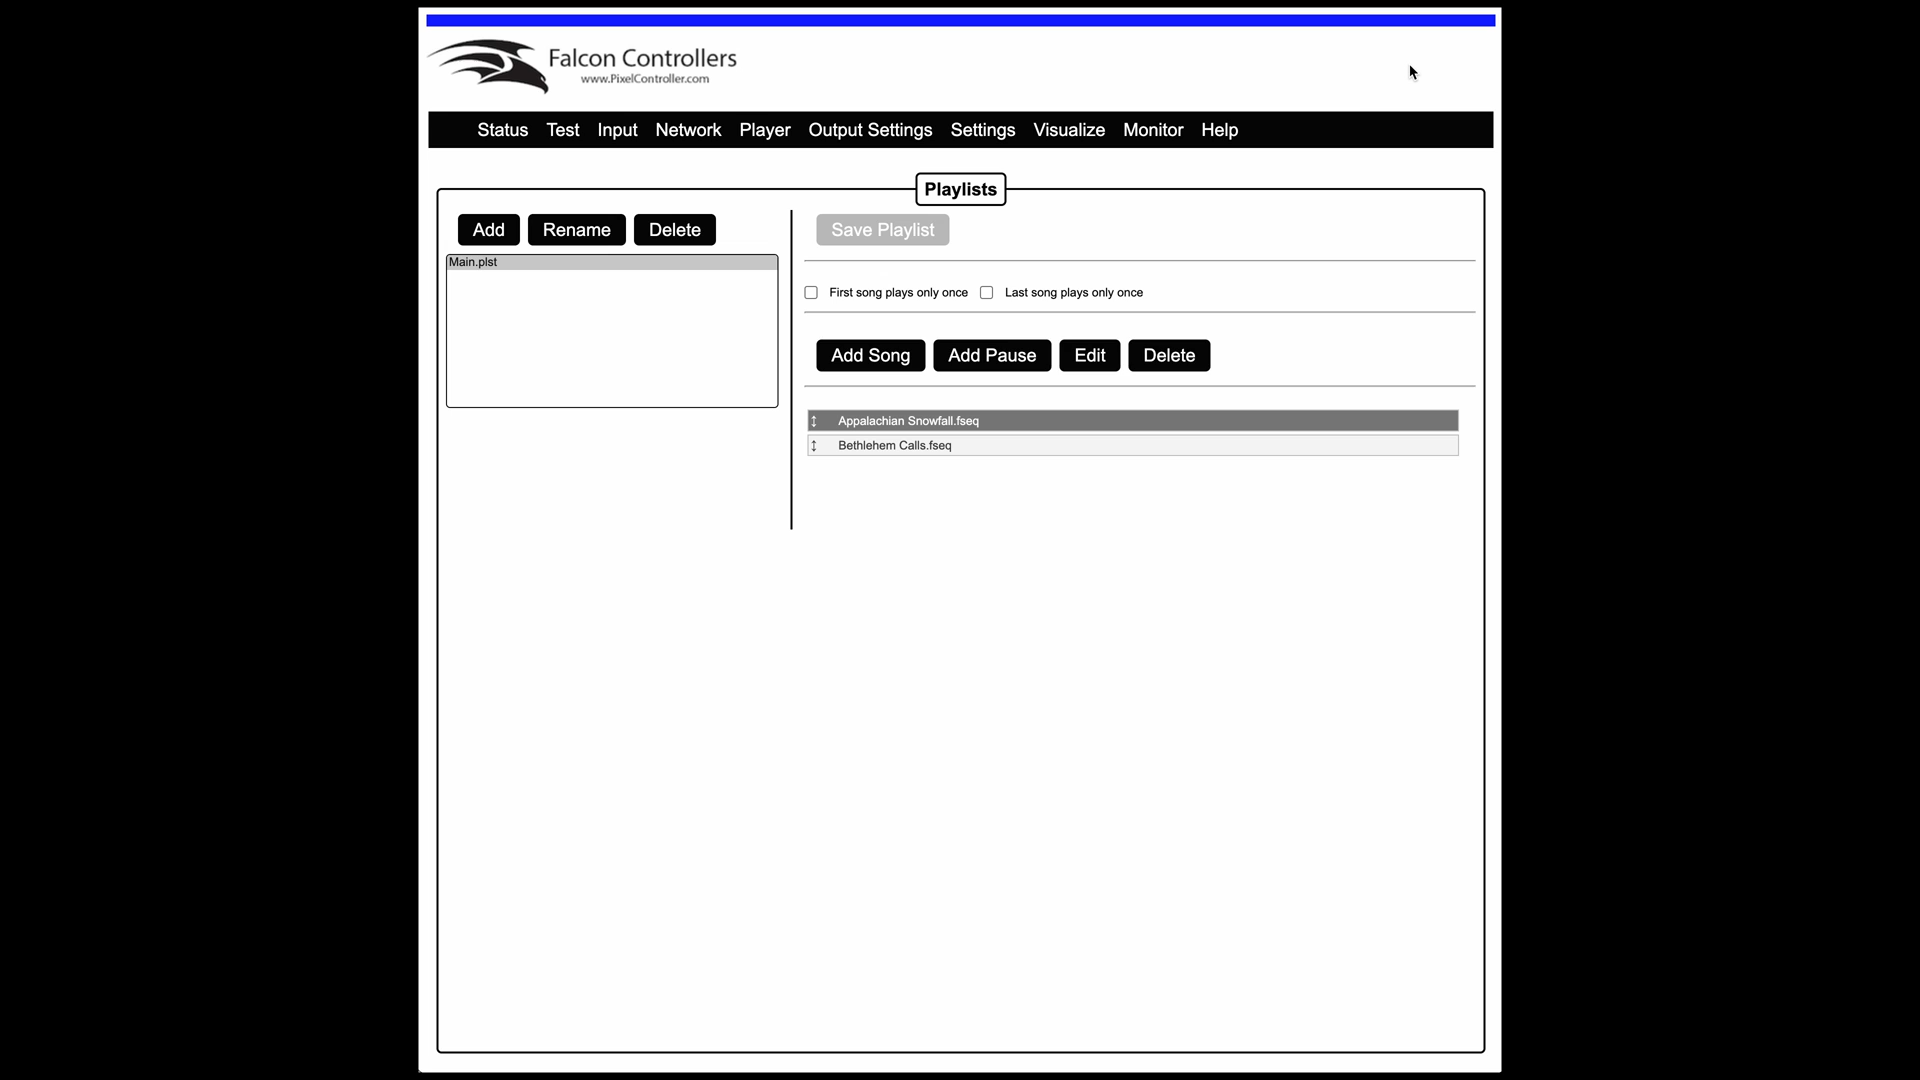 Falcon Controllers
www.PixelController.com
Status Test Input Network Player Output Settings Settings Visualize Monitor Help
Playlists
Add Rename Delete
Main.plst
Save Playlist
First song plays only once Last song plays only once
Add Song Add Pause Edit Delete
Appalachian Snowfall.fseq
Bethlehem Calls.fseq